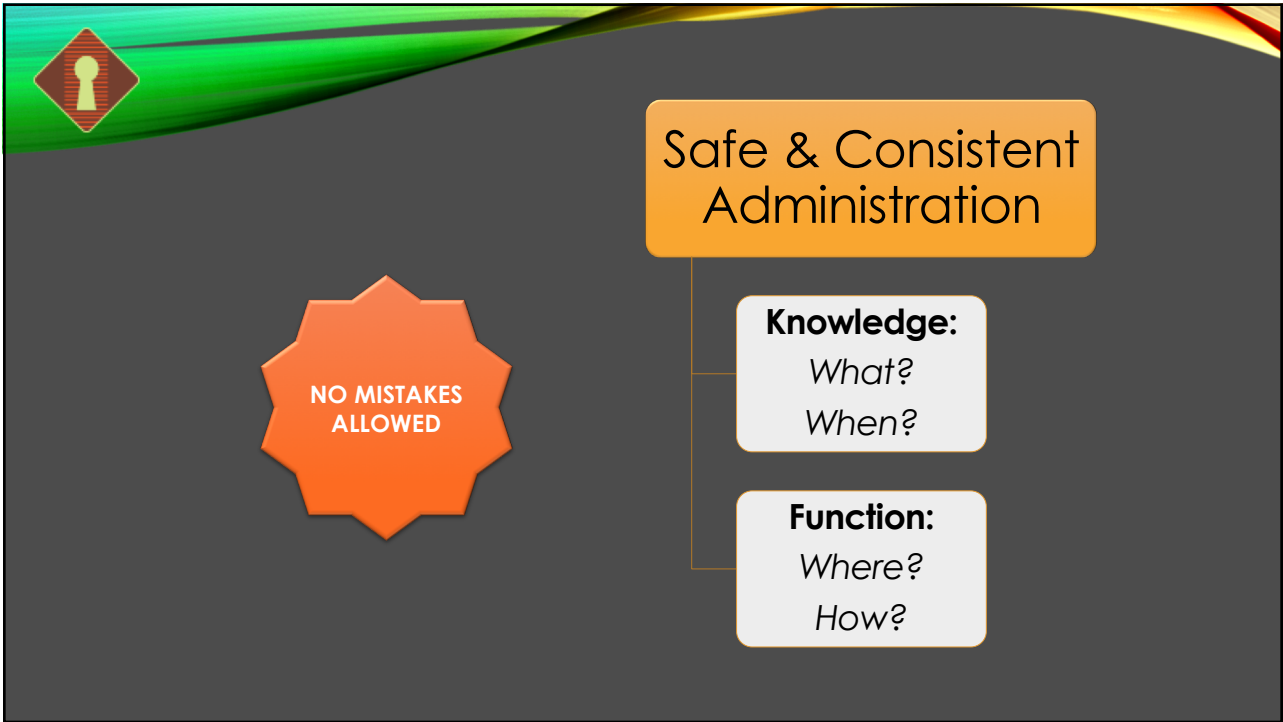 Safe & Consistent
Administration
NO MISTAKES
ALLOWED
Knowledge:
What?
When?
Function:
Where?
How?